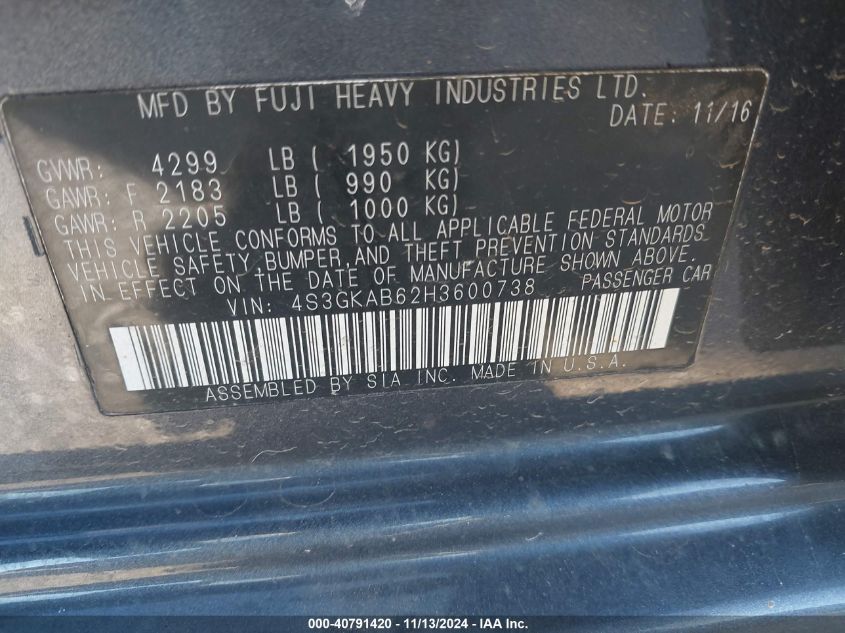 MFD BY FUJI HEAVY INDUSTRIES LTD.
DATE: 11/16
GVWR: 4299 LB ( 1950 KG)
GAWR: F 2183 LB ( 990 KG)
GAWR: R 2205 LB ( 1000 KG)
THIS VEHICLE CONFORMS TO ALL APPLICABLE FEDERAL MOTOR
VEHICLE SAFETY, BUMPER, AND THEFT PREVENTION STANDARDS
IN EFFECT ON THE DATE OF MANUFACTURE SHOWN ABOVE.
VIN: 4S3GKAB62H3600738 PASSENGER CAR
ASSEMBLED BY SIA INC. MADE IN U.S.A.
000-40791420 - 11/13/2024 - IAA Inc.